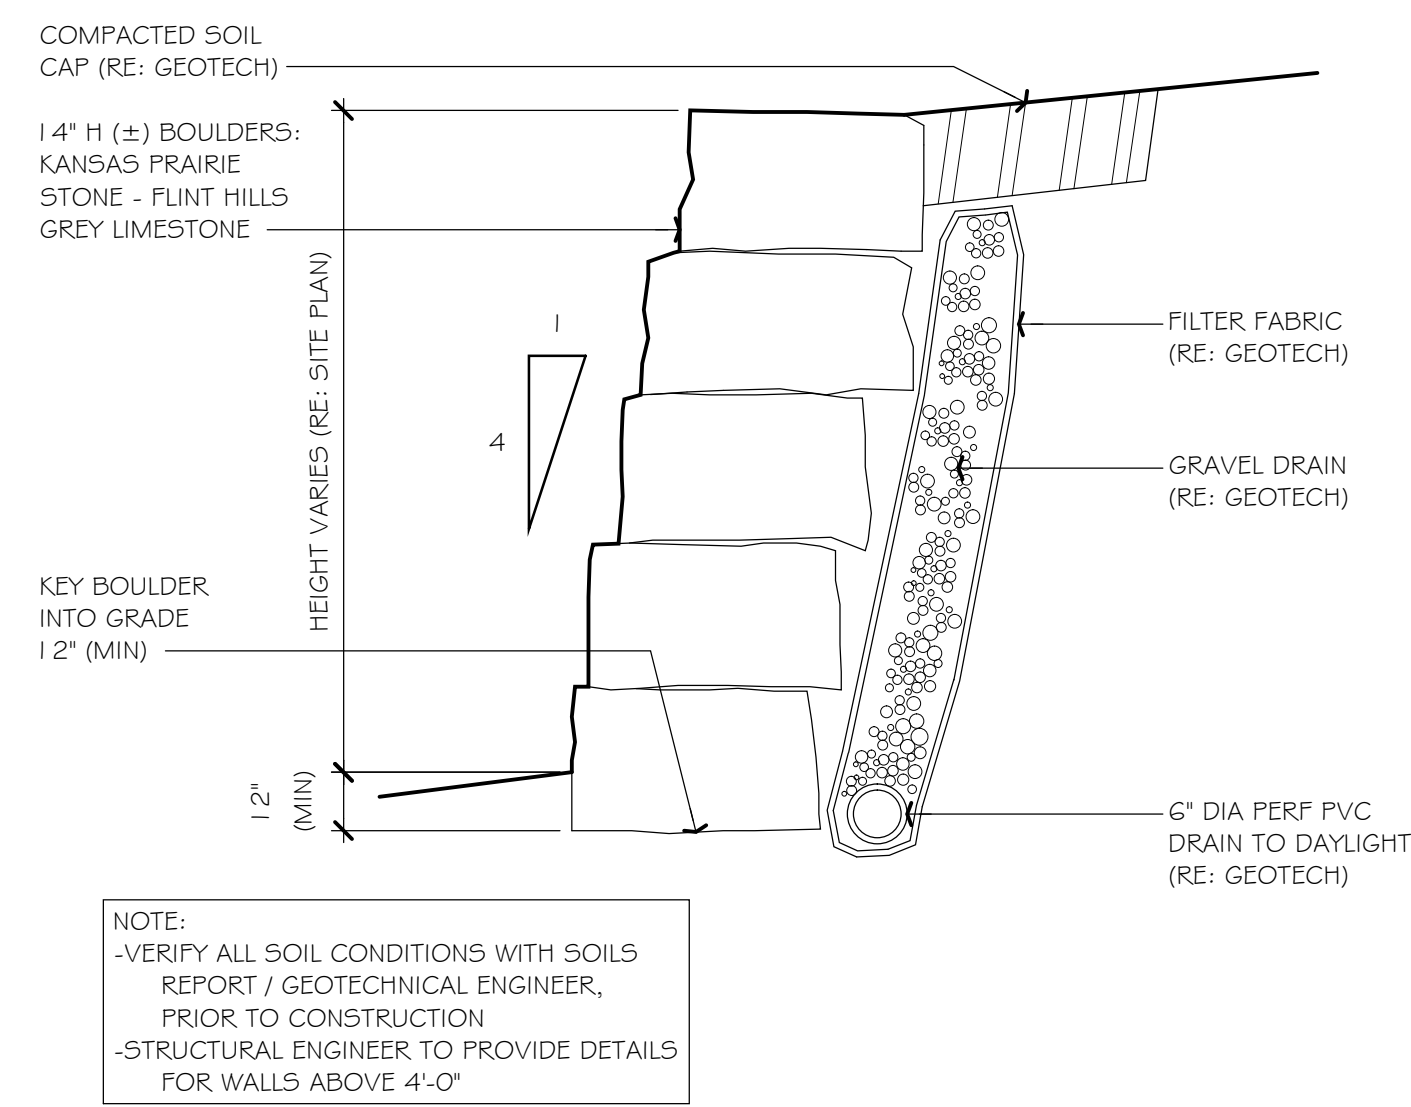 COMPACTED SOIL
CAP (RE: GEOTECH)
14" H (±) BOULDERS:
KANSAS PRAIRIE
STONE - FLINT HILLS
GREY LIMESTONE
HEIGHT VARIES (RE: SITE PLAN)
1
4
FILTER FABRIC
(RE: GEOTECH)
GRAVEL DRAIN
(RE: GEOTECH)
KEY BOULDER
INTO GRADE
12" (MIN)
12"
(MIN)
6" DIA PERF PVC
DRAIN TO DAYLIGHT
(RE: GEOTECH)
NOTE:
-VERIFY ALL SOIL CONDITIONS WITH SOILS
REPORT / GEOTECHNICAL ENGINEER,
PRIOR TO CONSTRUCTION
-STRUCTURAL ENGINEER TO PROVIDE DETAILS
FOR WALLS ABOVE 4'-0"